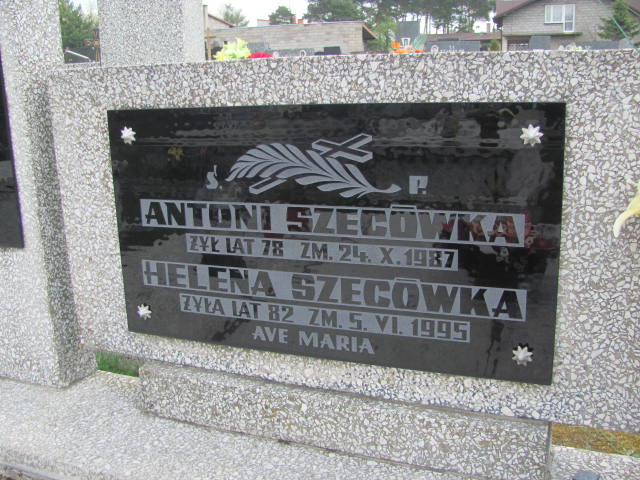 Ś. P.
ANTONI SZECÓWKA
ŻYŁ LAT 78 ZM. 24. X. 1987
HELENA SZECÓWKA
ŻYŁA LAT 82 ZM. 5. VI. 1995
AVE MARIA